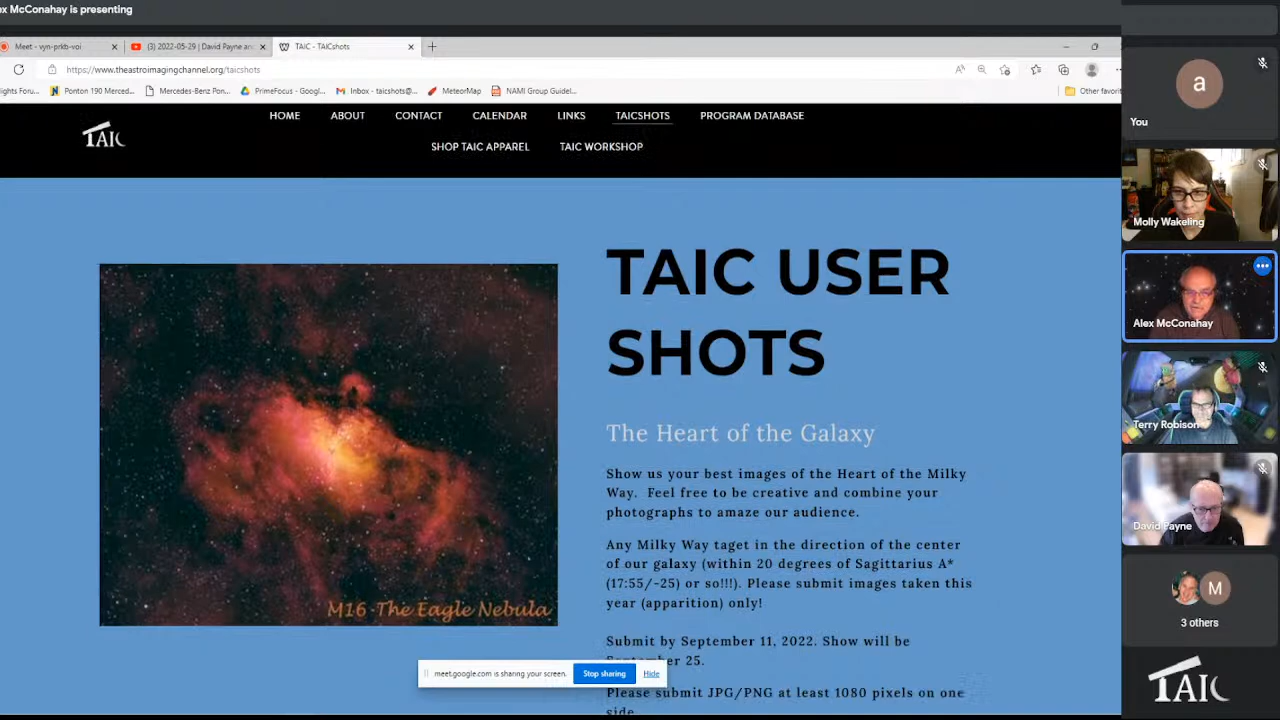 ex McConahay is presenting
Meet - vyn-prkb-voi
(3) 2022-05-29 | David Payne an
TAIC - TAICshots
https://www.theastroimagingchannel.org/taicshots
ights Foru...
Ponton 190 Merced...
Mercedes-Benz Pon...
PrimeFocus - Googl...
Inbox - taicshots@...
MeteorMap
NAMI Group Guidel...
Other favorit
TAIC
HOME
ABOUT
CONTACT
CALENDAR
LINKS
TAICSHOTS
PROGRAM DATABASE
SHOP TAIC APPAREL
TAIC WORKSHOP
M16 -The Eagle Nebula
TAIC USER
SHOTS
The Heart of the Galaxy
Show us your best images of the Heart of the Milky
Way. Feel free to be creative and combine your
photographs to amaze our audience.
Any Milky Way taget in the direction of the center
of our galaxy (within 20 degrees of Sagittarius A*
(17:55/-25) or so!!!). Please submit images taken this
year (apparition) only!
Submit by September 11, 2022. Show will be
September 25.
Please submit JPG/PNG at least 1080 pixels on one
side.
meet.google.com is sharing your screen.
Stop sharing
Hide
a
You
Molly Wakeling
Alex McConahay
Terry Robison
David Payne
M
3 others
TAIC